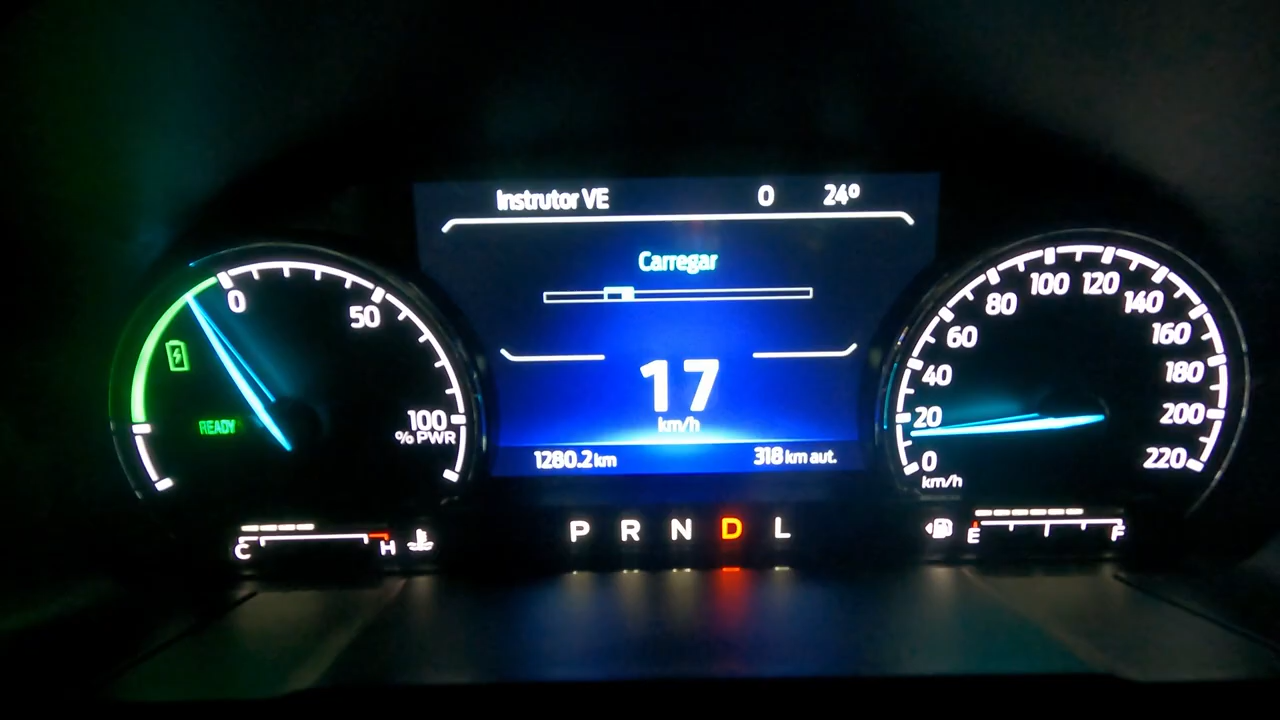 Instrutor VE 0 24º
Carregar
17
km/h
1280.2 km 318 km aut.
0 50 100
% PWR
READY
0 20 40 60 80 100 120 140 160 180 200 220
km/h
C H
P R N D L
E F